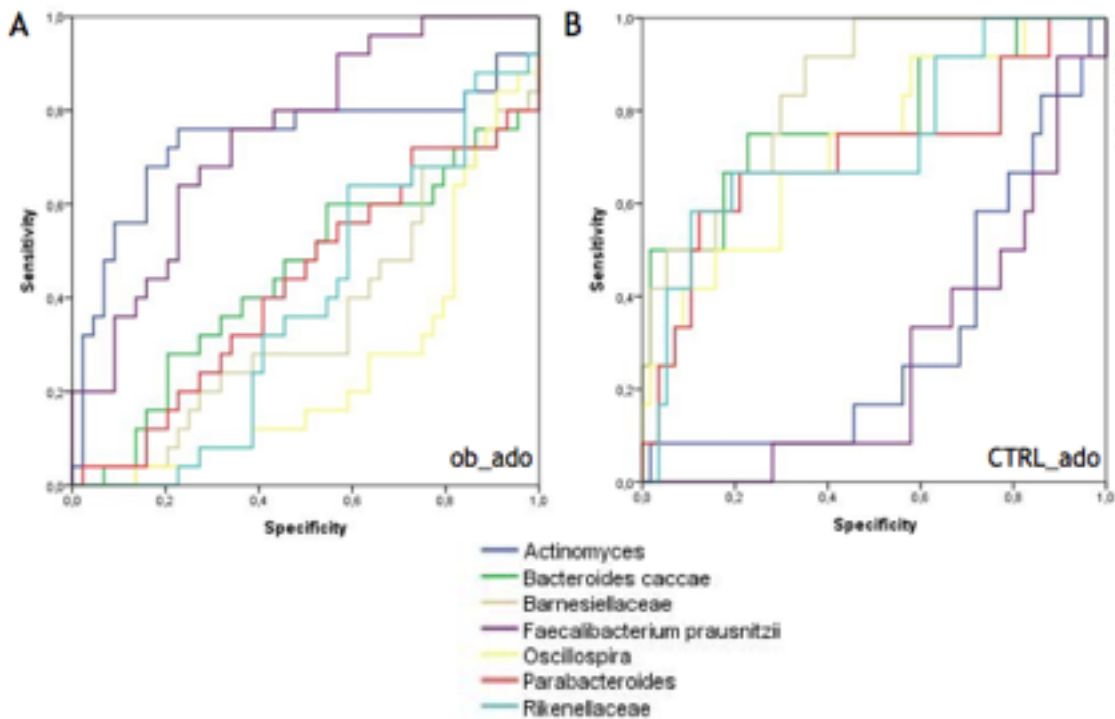 A
B
1,0
0,8
0,6
0,4
0,2
0,0
Sensitivity
0,0
0,2
0,4
0,6
0,8
1,0
Specificity
ob_ado
1,0
0,8
0,6
0,4
0,2
0,0
Sensitivity
0,0
0,2
0,4
0,6
0,8
1,0
Specificity
CTRL_ado
Actinomyces
Bacteroides caccae
Barnesiellaceae
Faecalibacterium prausnitzii
Oscillospira
Parabacteroides
Rikenellaceae